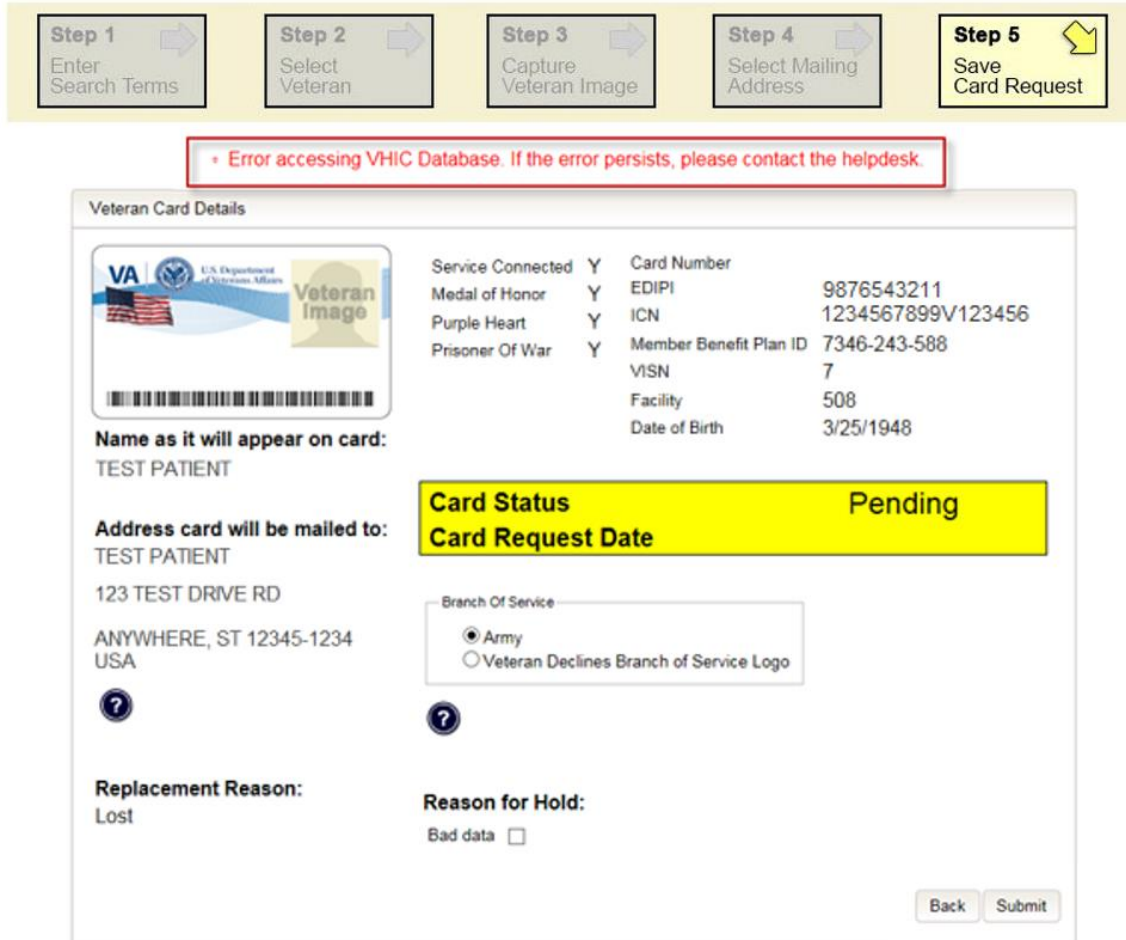 Step 1
Enter
Search Terms
Step 2
Select
Veteran
Step 3
Capture
Veteran Image
Step 4
Select Mailing
Address
Step 5
Save
Card Request
Error accessing VHIC Database. If the error persists, please contact the helpdesk.
Veteran Card Details
VA
U.S. Department
of Veterans Affairs
Veteran
Image
Name as it will appear on card:
TEST PATIENT
Address card will be mailed to:
TEST PATIENT
123 TEST DRIVE RD
ANYWHERE, ST 12345-1234
USA
?
Replacement Reason:
Lost
Service Connected Y
Medal of Honor Y
Purple Heart Y
Prisoner Of War Y
Card Number
EDIPI 9876543211
ICN 1234567899V123456
Member Benefit Plan ID 7346-243-588
VISN 7
Facility 508
Date of Birth 3/25/1948
Card Status Pending
Card Request Date
Branch Of Service
Army
Veteran Declines Branch of Service Logo
?
Reason for Hold:
Bad data
Back Submit